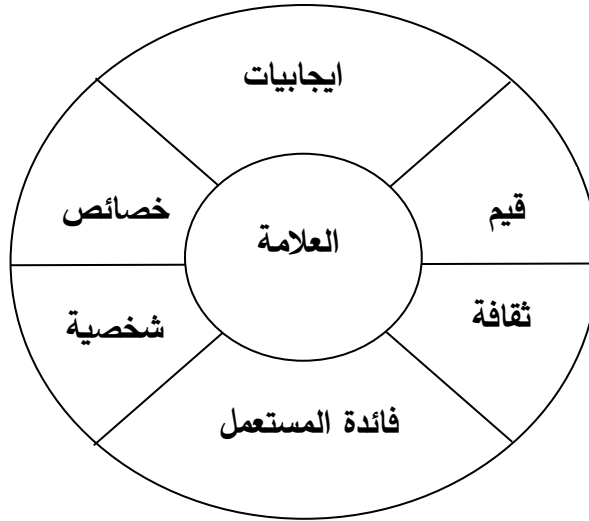 ايجابيات
قيم
خصائص
العلامة
ثقافة
شخصية
فائدة المستعمل